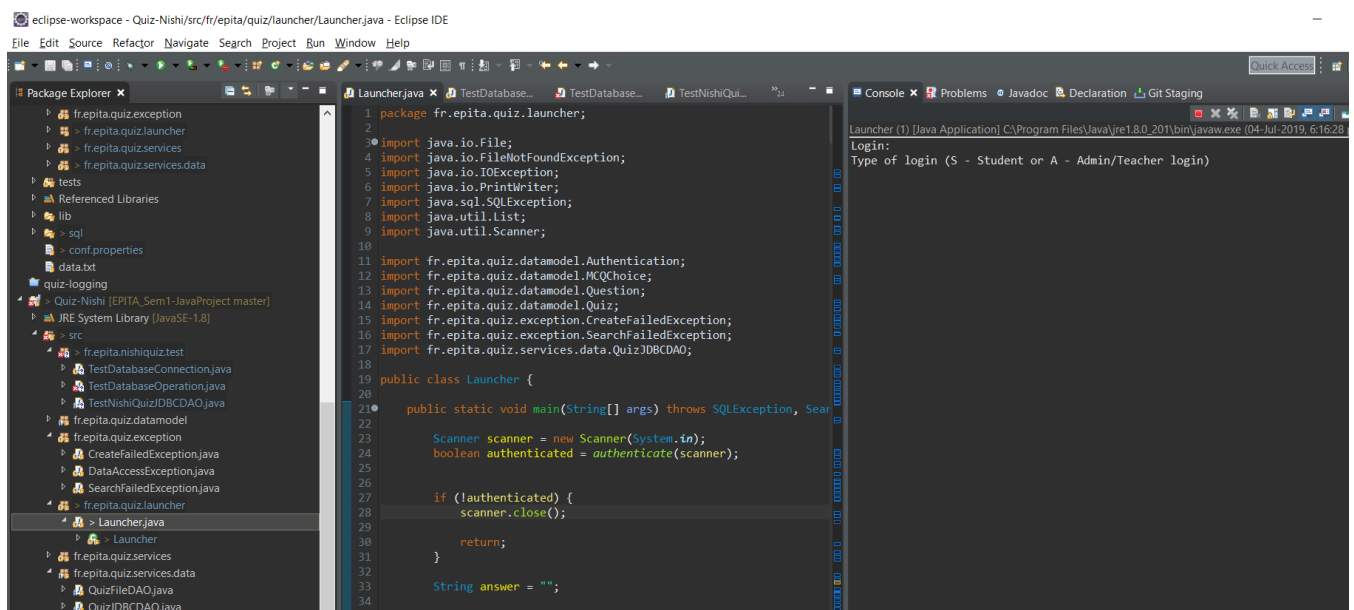 eclipse-workspace - Quiz-Nishi/src/fr/epita/quiz/launcher/Launcher.java - Eclipse IDE
File Edit Source Refactor Navigate Search Project Run Window Help
Quick Access
Package Explorer
fr.epita.quiz.exception
> fr.epita.quiz.launcher
> fr.epita.quiz.services
> fr.epita.quiz.services.data
tests
Referenced Libraries
lib
> sql
> conf.properties
data.txt
quiz-logging
> Quiz-Nishi [EPITA_Sem1-JavaProject master]
JRE System Library [JavaSE-1.8]
> src
> fr.epita.nishiquiz.test
TestDatabaseConnection.java
TestDatabaseOperation.java
TestNishiQuizJDBCDAO.java
fr.epita.quiz.datamodel
fr.epita.quiz.exception
CreateFailedException.java
DataAccessException.java
SearchFailedException.java
> fr.epita.quiz.launcher
> Launcher.java
> Launcher
fr.epita.quiz.services
fr.epita.quiz.services.data
QuizFileDAO.java
QuizJDBCDAO.java
Launcher.java TestDatabase... TestDatabase... TestNishiQui... »24
1 package fr.epita.quiz.launcher;
2
3 import java.io.File;
4 import java.io.FileNotFoundException;
5 import java.io.IOException;
6 import java.io.PrintWriter;
7 import java.sql.SQLException;
8 import java.util.List;
9 import java.util.Scanner;
10
11 import fr.epita.quiz.datamodel.Authentication;
12 import fr.epita.quiz.datamodel.MCQChoice;
13 import fr.epita.quiz.datamodel.Question;
14 import fr.epita.quiz.datamodel.Quiz;
15 import fr.epita.quiz.exception.CreateFailedException;
16 import fr.epita.quiz.exception.SearchFailedException;
17 import fr.epita.quiz.services.data.QuizJDBCDAO;
18
19 public class Launcher {
20
21 public static void main(String[] args) throws SQLException, Sear
22
23 Scanner scanner = new Scanner(System.in);
24 boolean authenticated = authenticate(scanner);
25
26
27 if (!authenticated) {
28 scanner.close();
29
30 return;
31 }
32
33 String answer = "";
34
Console Problems Javadoc Declaration Git Staging
Launcher (1) [Java Application] C:\Program Files\Java\jre1.8.0_201\bin\javaw.exe (04-Jul-2019, 6:16:28
Login:
Type of login (S - Student or A - Admin/Teacher login)